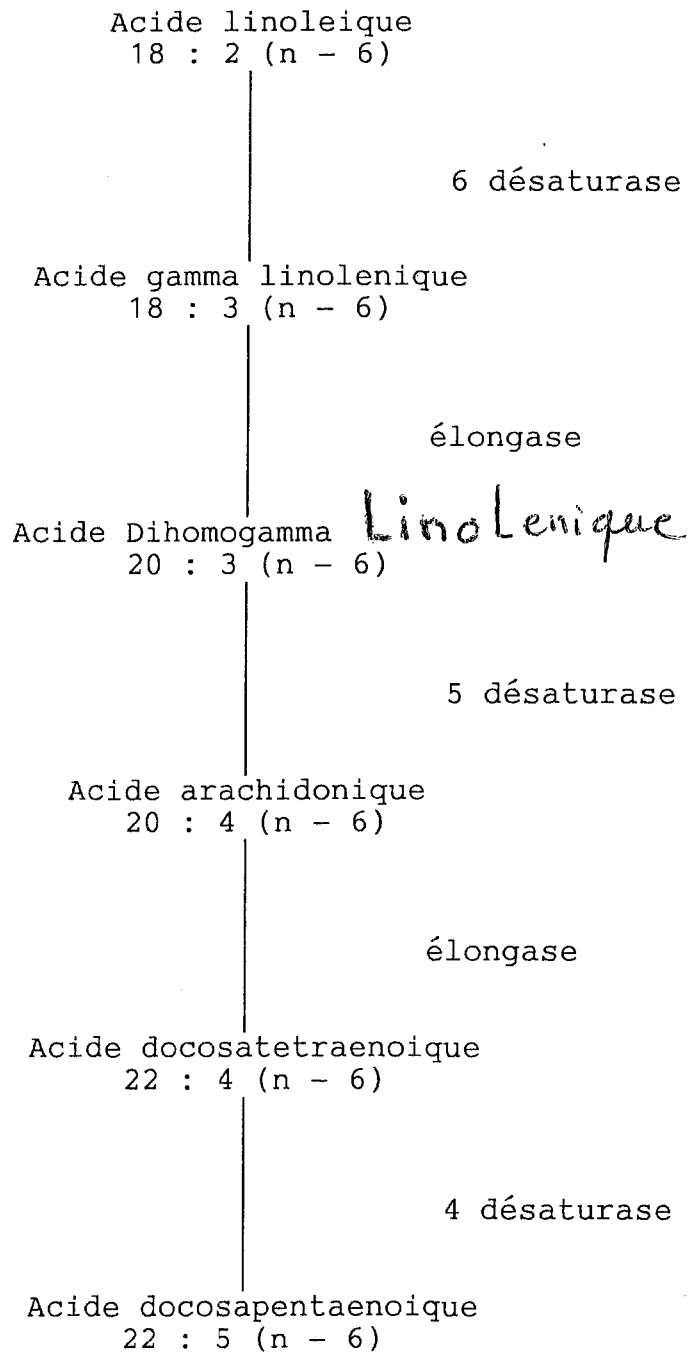 Acide linoleique
18 : 2 (n - 6)
6 désaturase
Acide gamma linolenique
18 : 3 (n - 6)
élongase
Acide Dihomogamma LinoLenique
20 : 3 (n - 6)
5 désaturase
Acide arachidonique
20 : 4 (n - 6)
élongase
Acide docosatetraenoique
22 : 4 (n - 6)
4 désaturase
Acide docosapentaenoique
22 : 5 (n - 6)